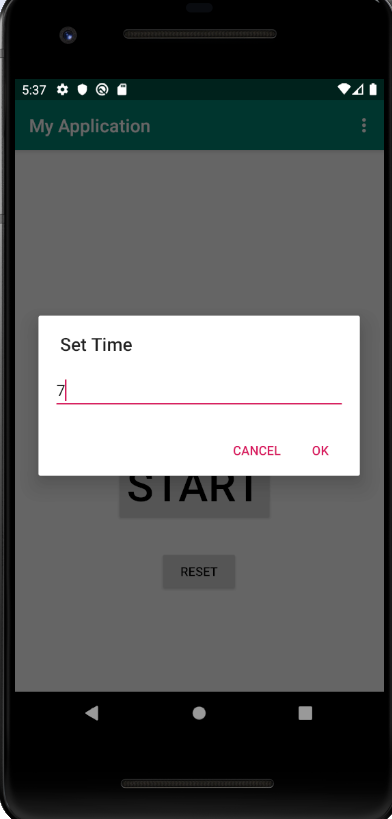 5:37
My Application
Set Time
7
CANCEL OK
START
RESET